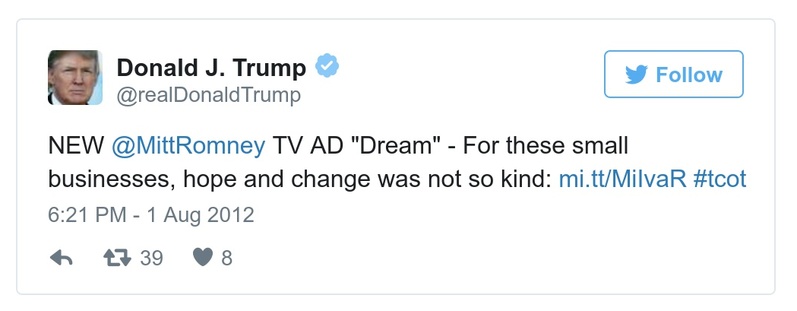 Donald J. Trump
@realDonaldTrump
Follow
NEW @MittRomney TV AD "Dream" - For these small
businesses, hope and change was not so kind: mi.tt/MiIvaR #tcot
6:21 PM - 1 Aug 2012
39
8